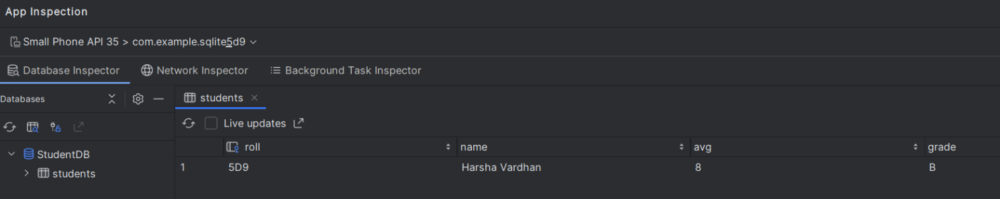 App Inspection
Small Phone API 35 > com.example.sqlite5d9
Database Inspector Network Inspector Background Task Inspector
Databases
students
Live updates
StudentDB
students
roll name avg grade
1 5D9 Harsha Vardhan 8 B